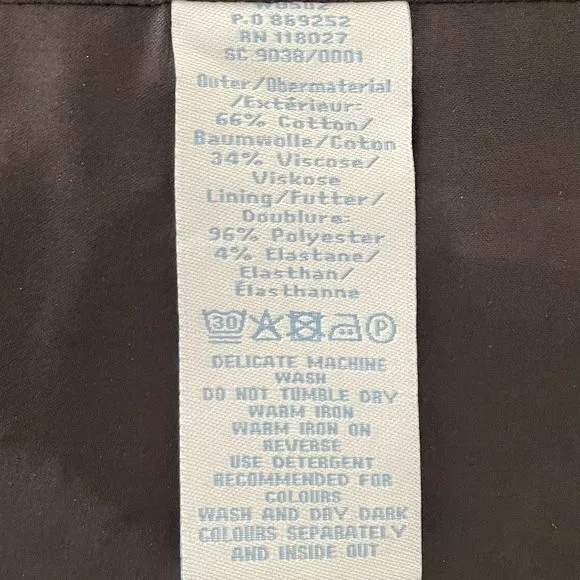 WG502
P.O 869252
RN 118027
SC 9038/0001
Outer/Obermaterial
/Extérieur:
66% Cotton/
Baumwolle/Coton
34% Viscose/
Viskose
Lining/Futter/
Doublure:
96% Polyester
4% Elastane/
Elasthan/
Élasthanne
30 P
DELICATE MACHINE
WASH
DO NOT TUMBLE DRY
WARM IRON
WARM IRON ON
REVERSE
USE DETERGENT
RECOMMENDED FOR
COLOURS
WASH AND DRY DARK
COLOURS SEPARATELY
AND INSIDE OUT